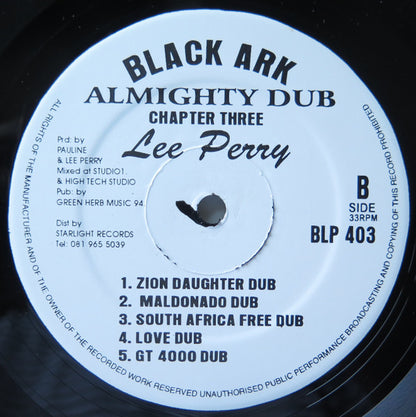 BLACK ARK
ALMIGHTY DUB
CHAPTER THREE
Lee Perry
Prd: by
PAULINE
& LEE PERRY
Mixed at STUDIO1
& HIGH TECH STUDIO
Pub: by
GREEN HERB MUSIC 94
Dist by
STARLIGHT RECORDS
Tel: 081 965 5039
B
SIDE
33RPM
BLP 403
1. ZION DAUGHTER DUB
2. MALDONADO DUB
3. SOUTH AFRICA FREE DUB
4. LOVE DUB
5. GT 4000 DUB
ALL RIGHTS OF THE MANUFACTURER AND OF THE OWNER OF THE RECORDED WORK RESERVED UNAUTHORISED PUBLIC PERFORMANCE BROADCASTING AND COPYING OF THIS RECORD PROHIBITED